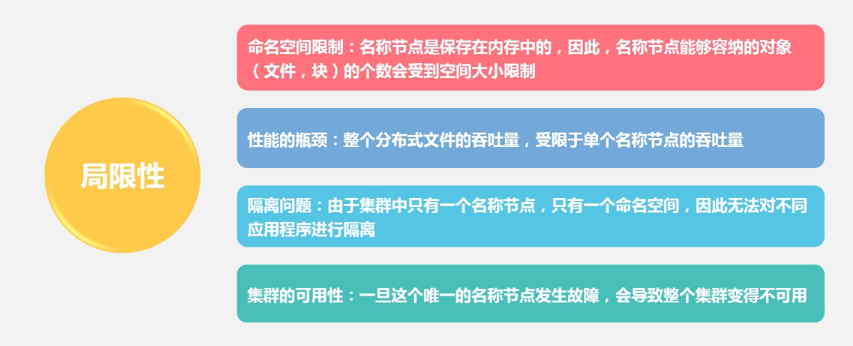 局限性
命名空间限制：名称节点是保存在内存中的，因此，名称节点能够容纳的对象
（文件，块）的个数会受到空间大小限制
性能的瓶颈：整个分布式文件的吞吐量，受限于单个名称节点的吞吐量
隔离问题：由于集群中只有一个名称节点，只有一个命名空间，因此无法对不同
应用程序进行隔离
集群的可用性：一旦这个唯一的名称节点发生故障，会导致整个集群变得不可用